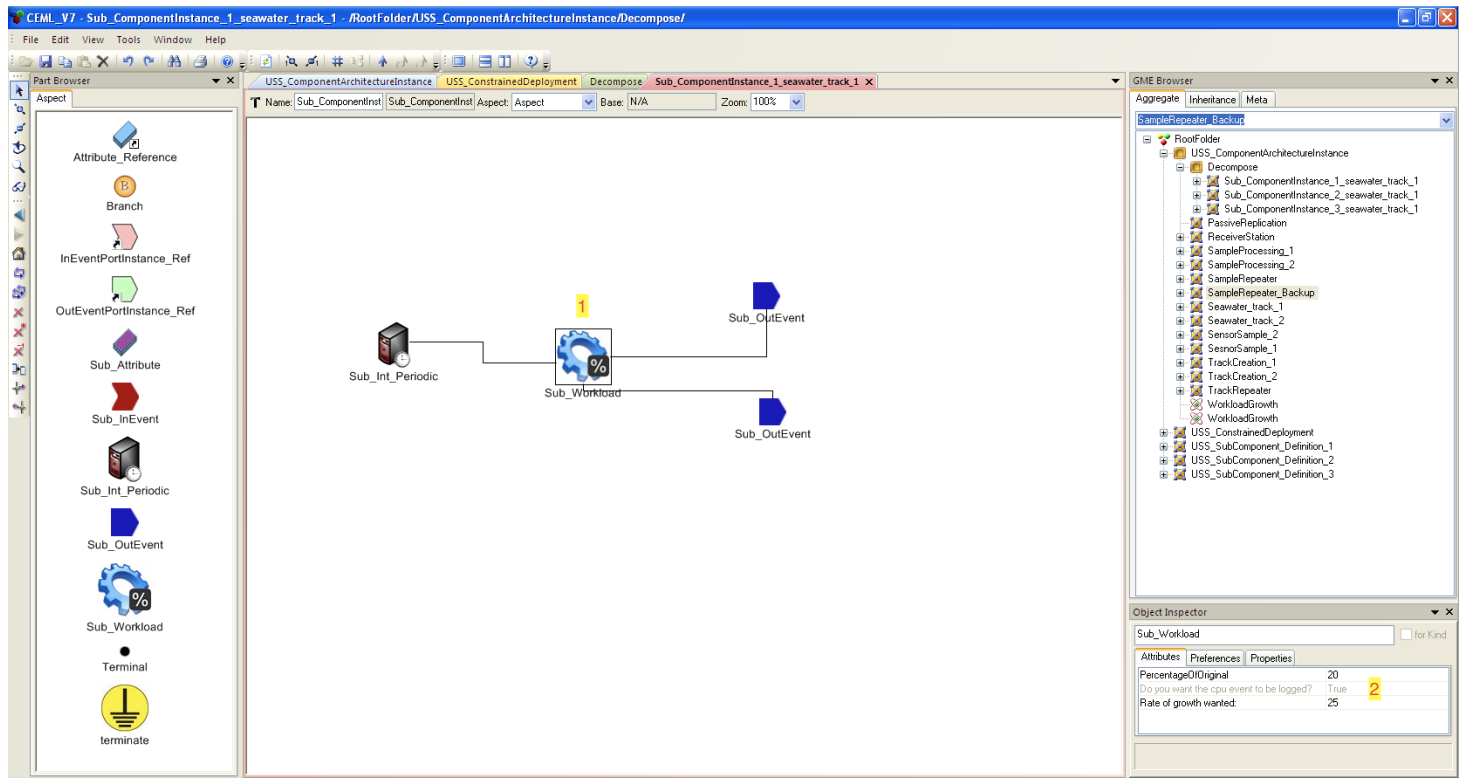 CEML_V7 - Sub_ComponentInstance_1_seawater_track_1 - /RootFolder/USS_ComponentArchitectureInstance/Decompose/
File Edit View Tools Window Help
Part Browser
Aspect
Attribute_Reference
B
Branch
InEventPortInstance_Ref
OutEventPortInstance_Ref
Sub_Attribute
Sub_InEvent
Sub_Int_Periodic
Sub_OutEvent
%
Sub_Workload
Terminal
terminate
USS_ComponentArchitectureInstance USS_ConstrainedDeployment Decompose Sub_ComponentInstance_1_seawater_track_1 X
T Name: Sub_ComponentInst Sub_ComponentInst Aspect: Aspect Base: N/A Zoom: 100%
1
Sub_OutEvent
Sub_Int_Periodic
%
Sub_Workload
Sub_OutEvent
GME Browser
Aggregate Inheritance Meta
SampleRepeater_Backup
RootFolder
USS_ComponentArchitectureInstance
Decompose
Sub_ComponentInstance_1_seawater_track_1
Sub_ComponentInstance_2_seawater_track_1
Sub_ComponentInstance_3_seawater_track_1
PassiveReplication
ReceiverStation
SampleProcessing_1
SampleProcessing_2
SampleRepeater
SampleRepeater_Backup
Seawater_track_1
Seawater_track_2
SensorSample_2
SesnorSample_1
TrackCreation_1
TrackCreation_2
TrackRepeater
WorkloadGrowth
WorkloadGrowth
USS_ConstrainedDeployment
USS_SubComponent_Definition_1
USS_SubComponent_Definition_2
USS_SubComponent_Definition_3
Object Inspector
Sub_Workload for Kind
Attributes Preferences Properties
PercentageOfOriginal 20
Do you want the cpu event to be logged? True 2
Rate of growth wanted: 25